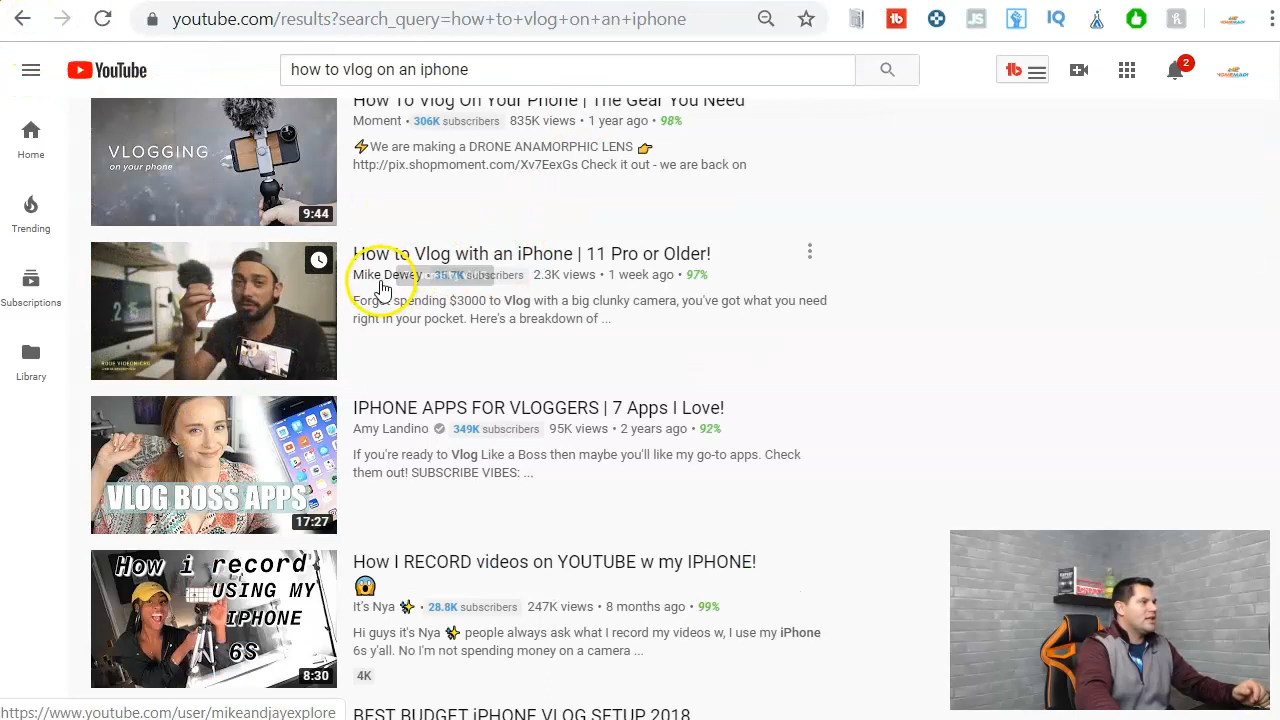 youtube.com/results?search_query=how+to+vlog+on+an+iphone
YouTube
how to vlog on an iphone
2
Home
Trending
Subscriptions
Library
How To Vlog On Your Phone | The Gear You Need
Moment • 306K subscribers 835K views • 1 year ago • 98%
⚡We are making a DRONE ANAMORPHIC LENS 👉
http://pix.shopmoment.com/Xv7EexGs Check it out - we are back on
VLOGGING
on your phone
9:44
How to Vlog with an iPhone | 11 Pro or Older!
Mike Dewey • 35.7K subscribers 2.3K views • 1 week ago • 97%
Forget spending $3000 to Vlog with a big clunky camera, you've got what you need
right in your pocket. Here's a breakdown of ...
RODE VIDEOMICRO
IPHONE APPS FOR VLOGGERS | 7 Apps I Love!
Amy Landino 349K subscribers 95K views • 2 years ago • 92%
If you're ready to Vlog Like a Boss then maybe you'll like my go-to apps. Check
them out! SUBSCRIBE VIBES: ...
VLOG BOSS APPS
17:27
How I RECORD videos on YOUTUBE w my IPHONE!
It's Nya • 28.8K subscribers 247K views • 8 months ago • 99%
Hi guys it's Nya people always ask what I record my videos w, I use my iPhone
6s y'all. No I'm not spending money on a camera ...
4K
How i record
USING MY
IPHONE
6S
8:30
BEST BUDGET iPHONE VLOG SETUP 2018
https://www.youtube.com/user/mikeandjayexplore